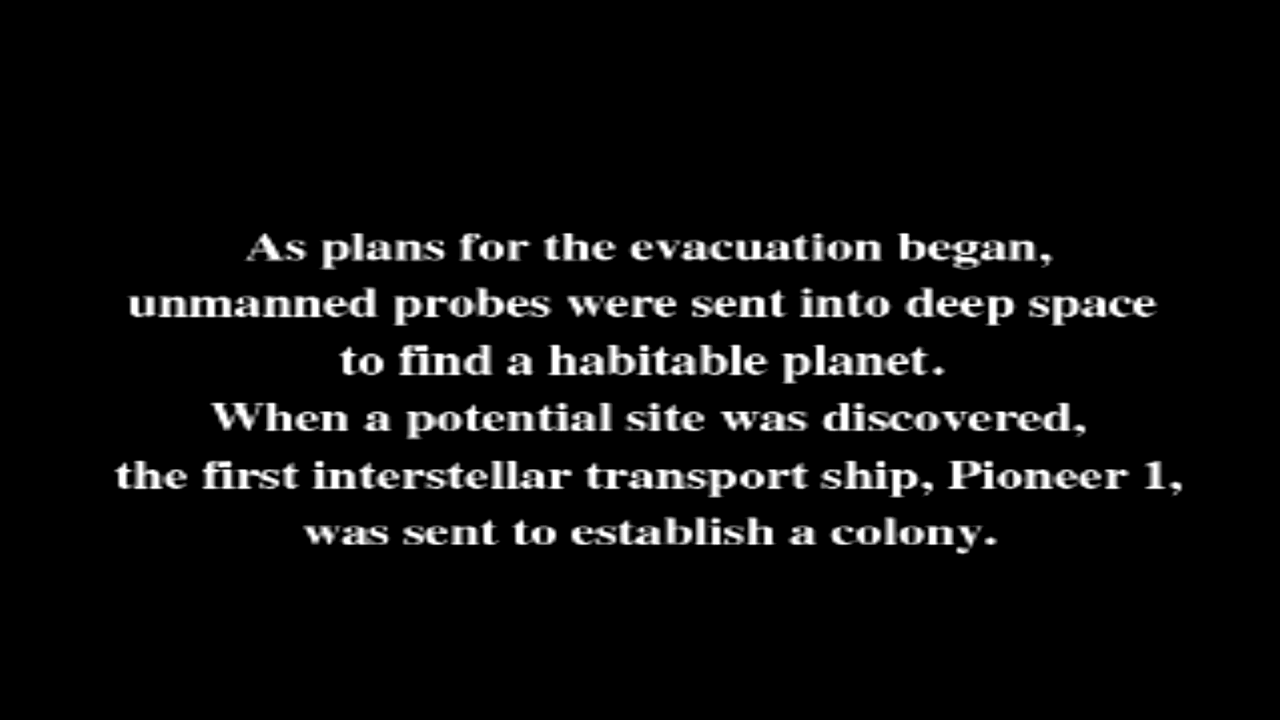 As plans for the evacuation began,
unmanned probes were sent into deep space
to find a habitable planet.
When a potential site was discovered,
the first interstellar transport ship, Pioneer 1,
was sent to establish a colony.